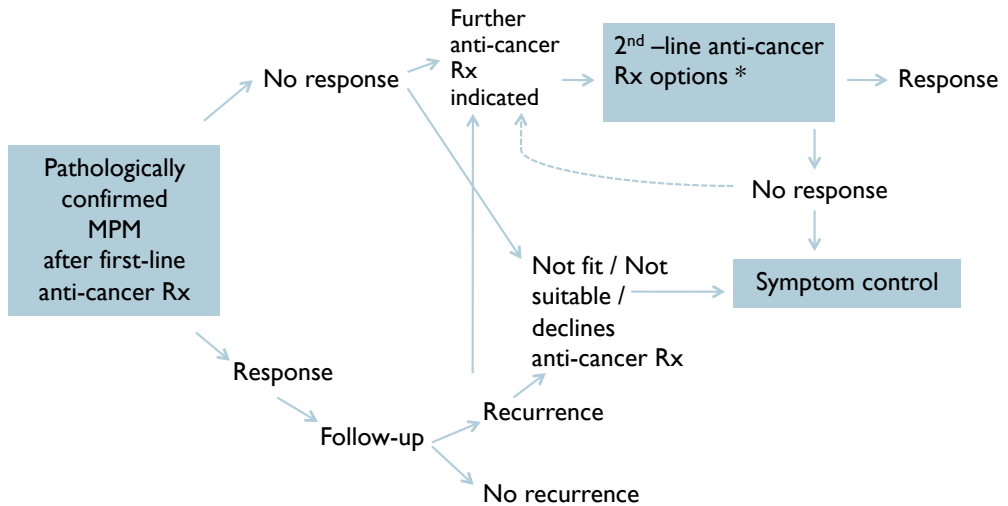 Further
anti-cancer
Rx
indicated
2nd –line anti-cancer
Rx options *
Response
No response
Pathologically
confirmed
MPM
after first-line
anti-cancer Rx
No response
Not fit / Not
suitable /
declines
anti-cancer Rx
Symptom control
Response
Recurrence
Follow-up
No recurrence